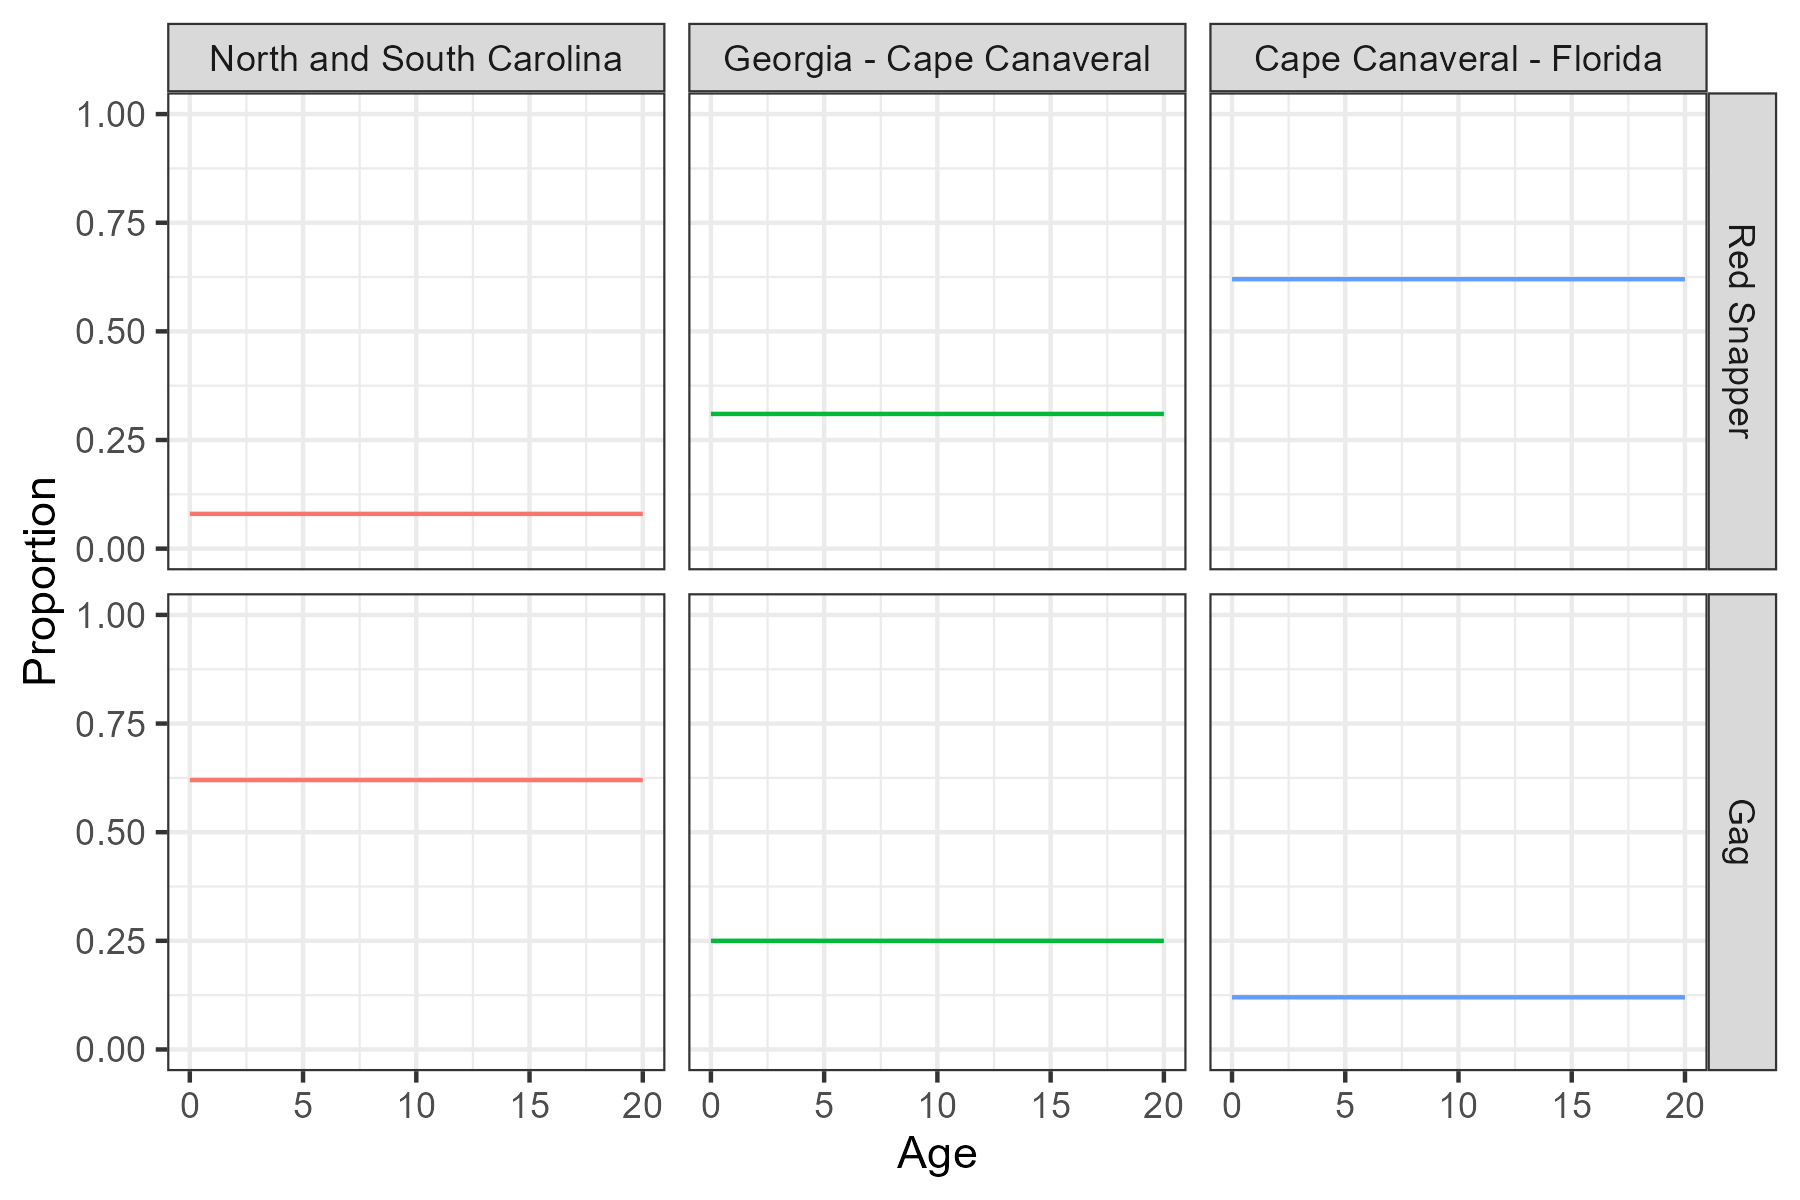 North and South Carolina
Georgia - Cape Canaveral
Cape Canaveral - Florida
1.00
0.75
0.50
0.25
0.00
Red Snapper
Proportion
1.00
0.75
0.50
0.25
0.00
Gag
0 5 10 15 20
0 5 10 15 20
0 5 10 15 20
Age